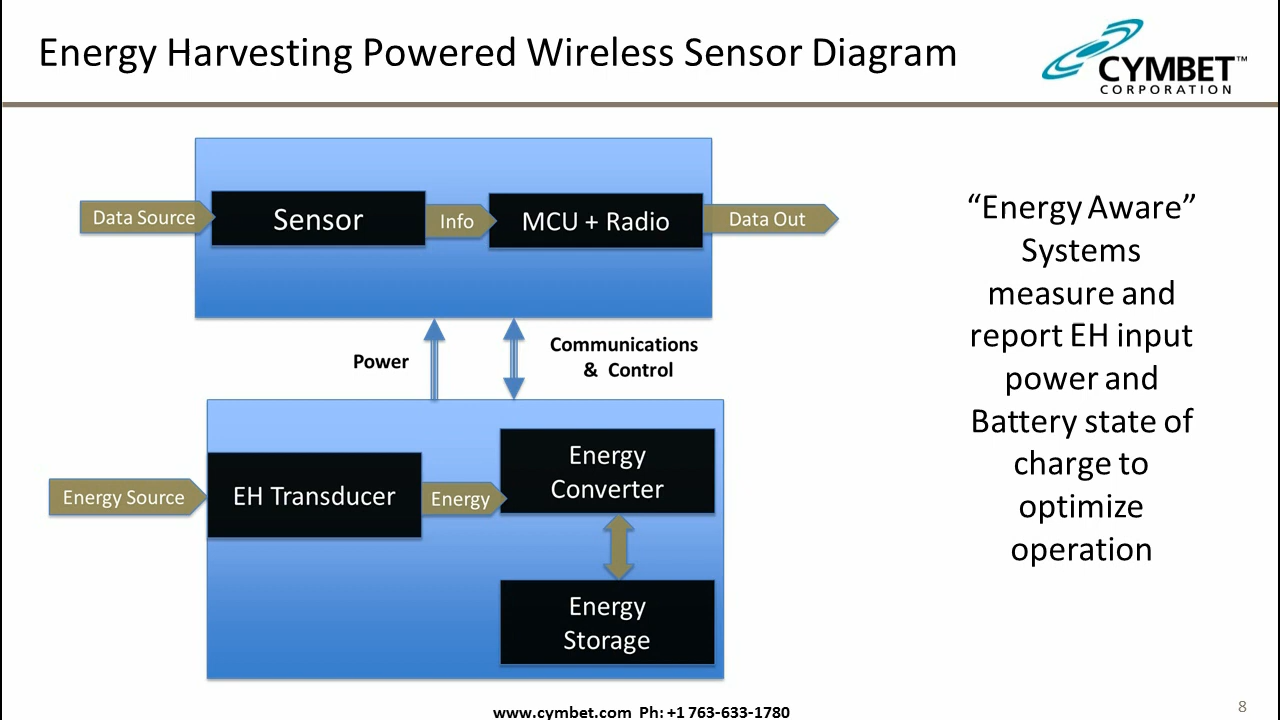 Energy Harvesting Powered Wireless Sensor Diagram
CYMBET™
CORPORATION
Data Source
Sensor
Info
MCU + Radio
Data Out
Power
Communications
& Control
Energy Source
EH Transducer
Energy
Energy
Converter
Energy
Storage
“Energy Aware”
Systems
measure and
report EH input
power and
Battery state of
charge to
optimize
operation
www.cymbet.com Ph: +1 763-633-1780
8